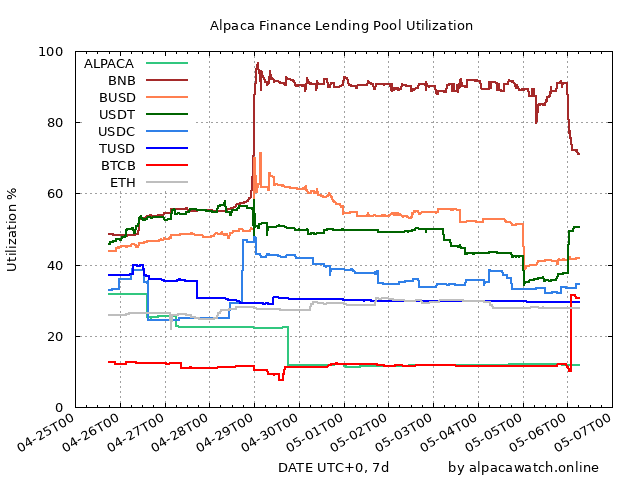 Alpaca Finance Lending Pool Utilization
Utilization %
100
80
60
40
20
0
ALPACA
BNB
BUSD
USDT
USDC
TUSD
BTCB
ETH
04-25T00
04-26T00
04-27T00
04-28T00
04-29T00
04-30T00
05-01T00
05-02T00
05-03T00
05-04T00
05-05T00
05-06T00
05-07T00
DATE UTC+0, 7d
by alpacawatch.online